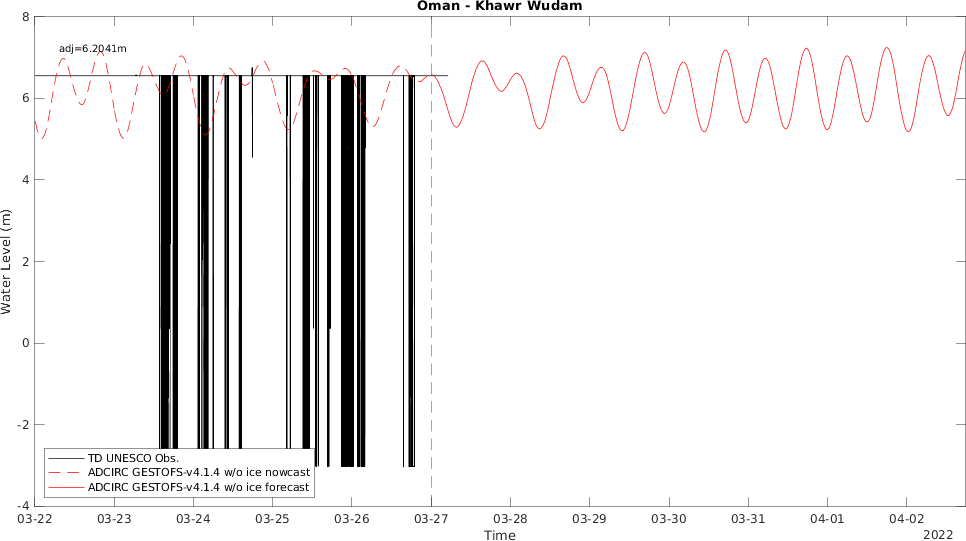 Oman - Khawr Wudam
adj=6.2041m
8
6
4
2
0
-2
-4
Water Level (m)
TD UNESCO Obs.
ADCIRC GESTOFS-v4.1.4 w/o ice nowcast
ADCIRC GESTOFS-v4.1.4 w/o ice forecast
03-22 03-23 03-24 03-25 03-26 03-27 03-28 03-29 03-30 03-31 04-01 04-02
Time
2022